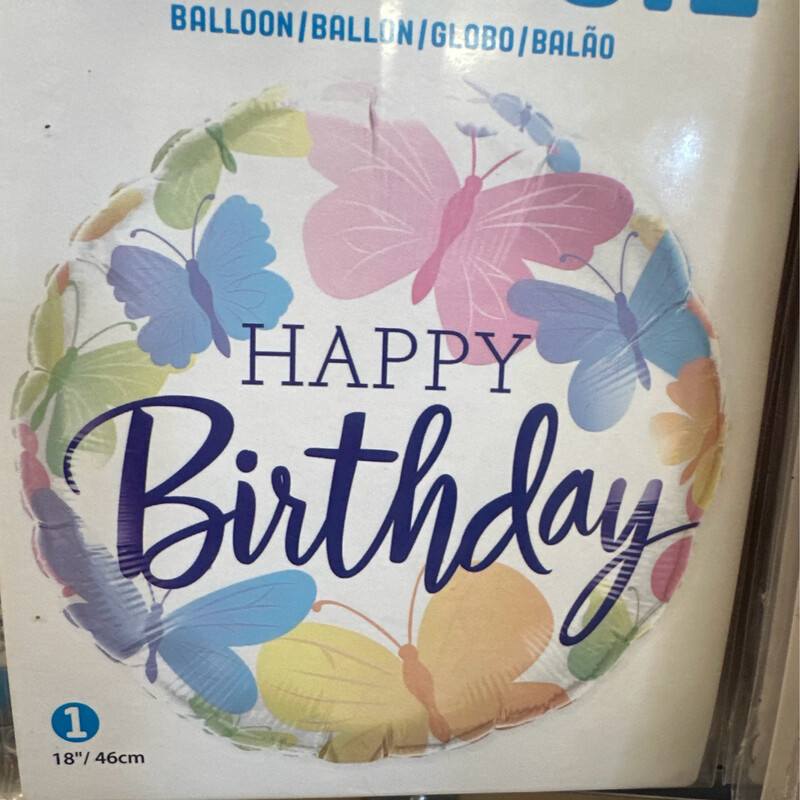 BALLOON/BALLON/GLOBO/BALÃO
HAPPY
Birthday
1
18"/ 46cm